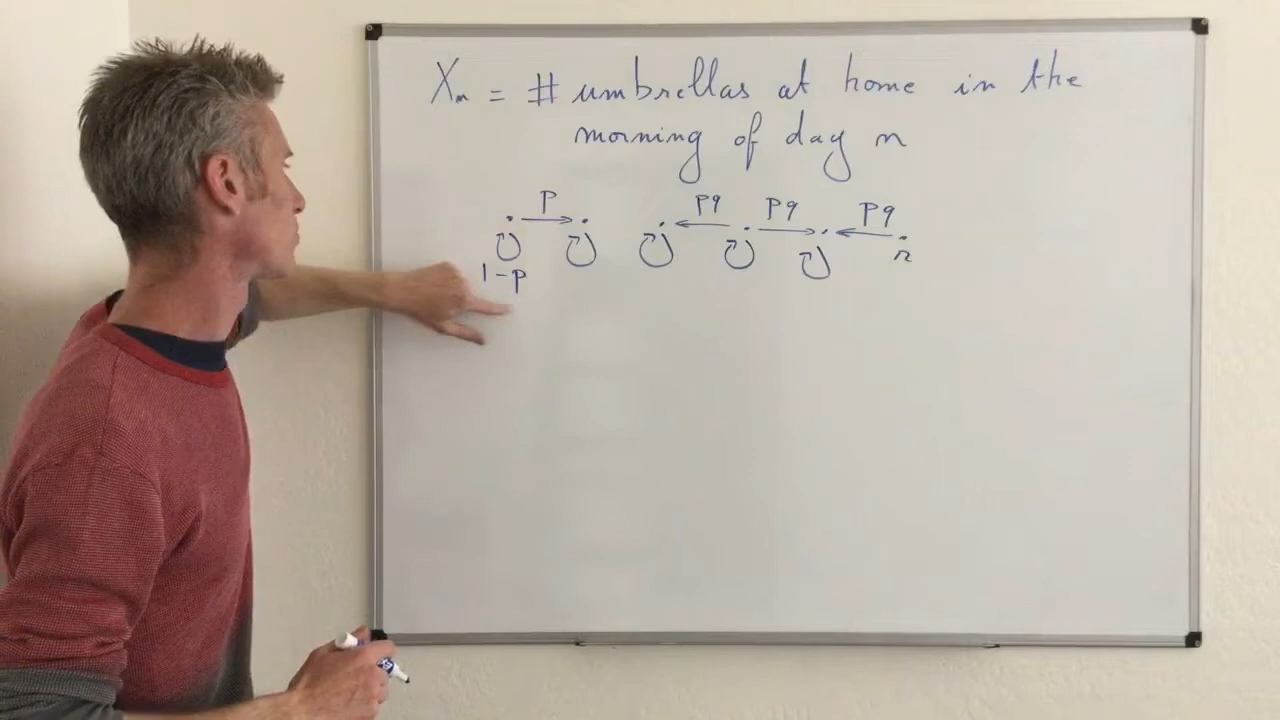 Xn = # umbrellas at home in the
morning of day n
p pq pq pq
1-p r